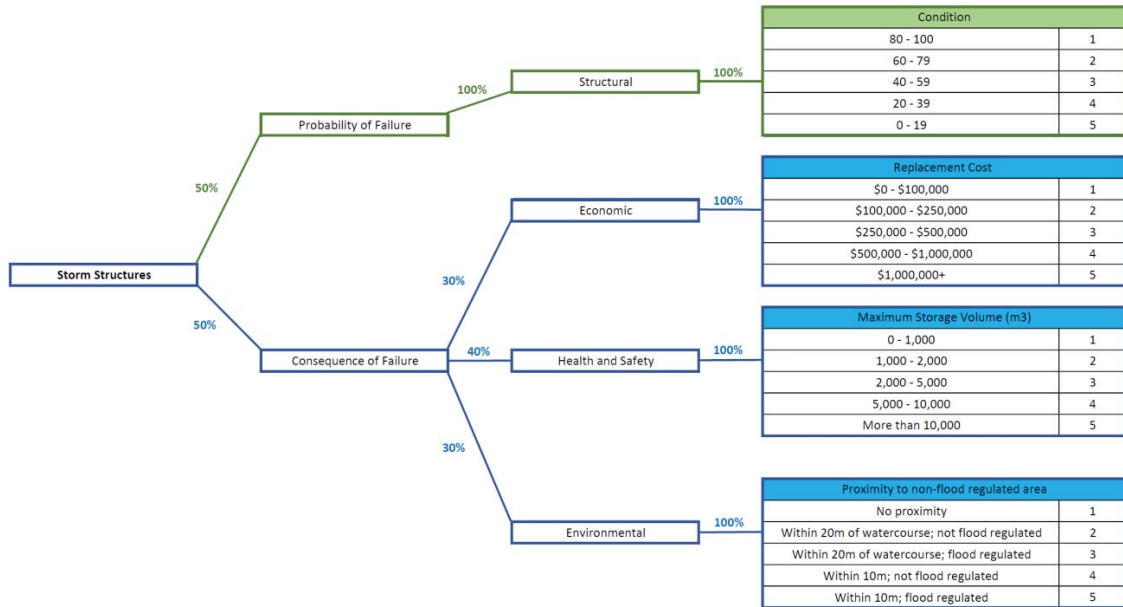 Condition
80 - 100 1
60 - 79 2
100% Structural 100% 40 - 59 3
20 - 39 4
Probability of Failure 0 - 19 5
50%
Replacement Cost
$0 - $100,000 1
Economic 100% $100,000 - $250,000 2
$250,000 - $500,000 3
$500,000 - $1,000,000 4
Storm Structures 30% $1,000,000+ 5
50%
Maximum Storage Volume (m3)
0 - 1,000 1
Consequence of Failure 40% Health and Safety 100% 1,000 - 2,000 2
2,000 - 5,000 3
5,000 - 10,000 4
More than 10,000 5
30%
Proximity to non-flood regulated area
No proximity 1
Environmental 100% Within 20m of watercourse; not flood regulated 2
Within 20m of watercourse; flood regulated 3
Within 10m; not flood regulated 4
Within 10m; flood regulated 5